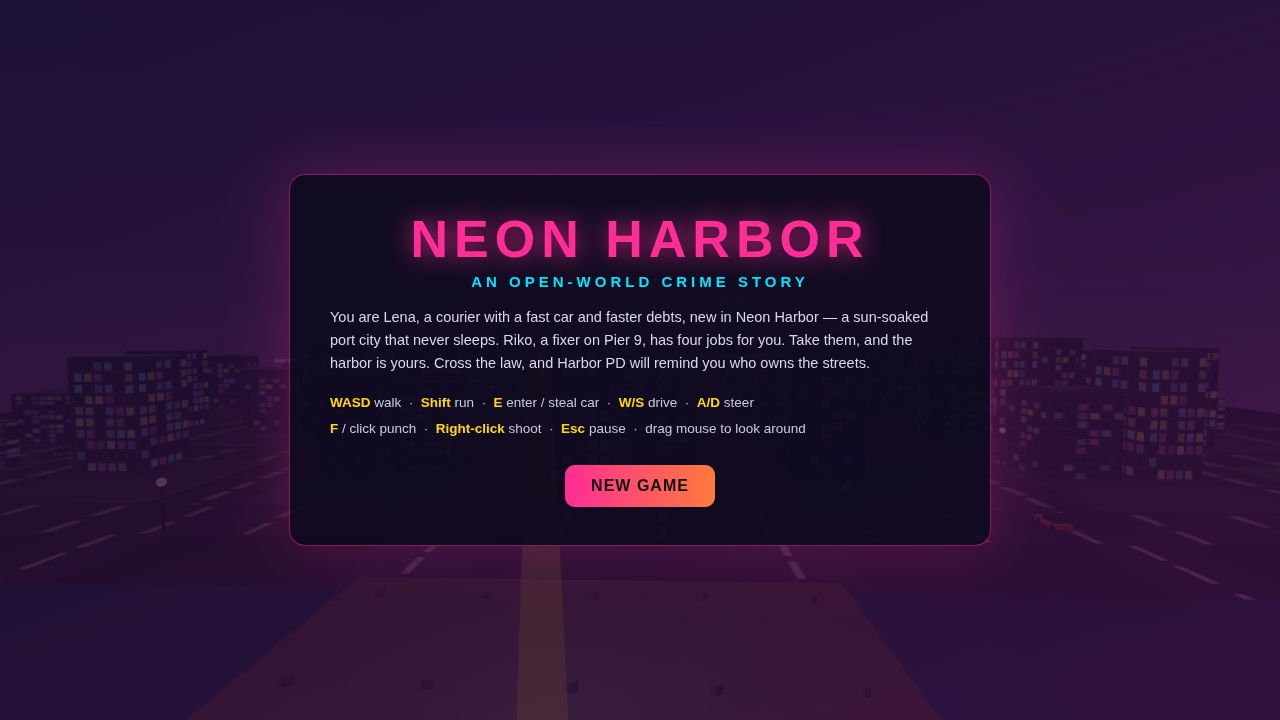 NEON HARBOR
AN OPEN-WORLD CRIME STORY
You are Lena, a courier with a fast car and faster debts, new in Neon Harbor — a sun-soaked
port city that never sleeps. Riko, a fixer on Pier 9, has four jobs for you. Take them, and the
harbor is yours. Cross the law, and Harbor PD will remind you who owns the streets.
WASD walk · Shift run · E enter / steal car · W/S drive · A/D steer
F / click punch · Right-click shoot · Esc pause · drag mouse to look around
NEW GAME